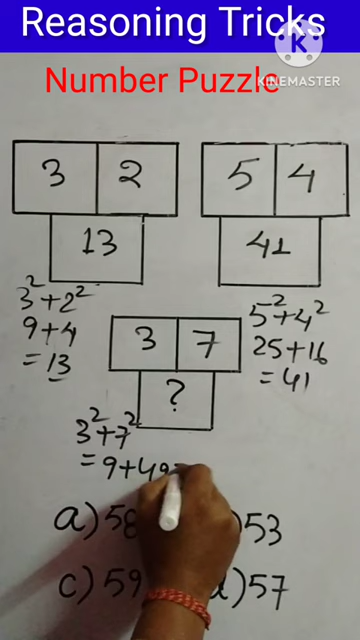 Reasoning Tricks
K
KINEMASTER
Number Puzzle
3 2
13
5 4
41
3² + 2²
9 + 4
= 13
5² + 4²
25 + 16
= 41
3 7
?
3² + 7²
= 9 + 49
a) 58
) 53
c) 59
d) 57